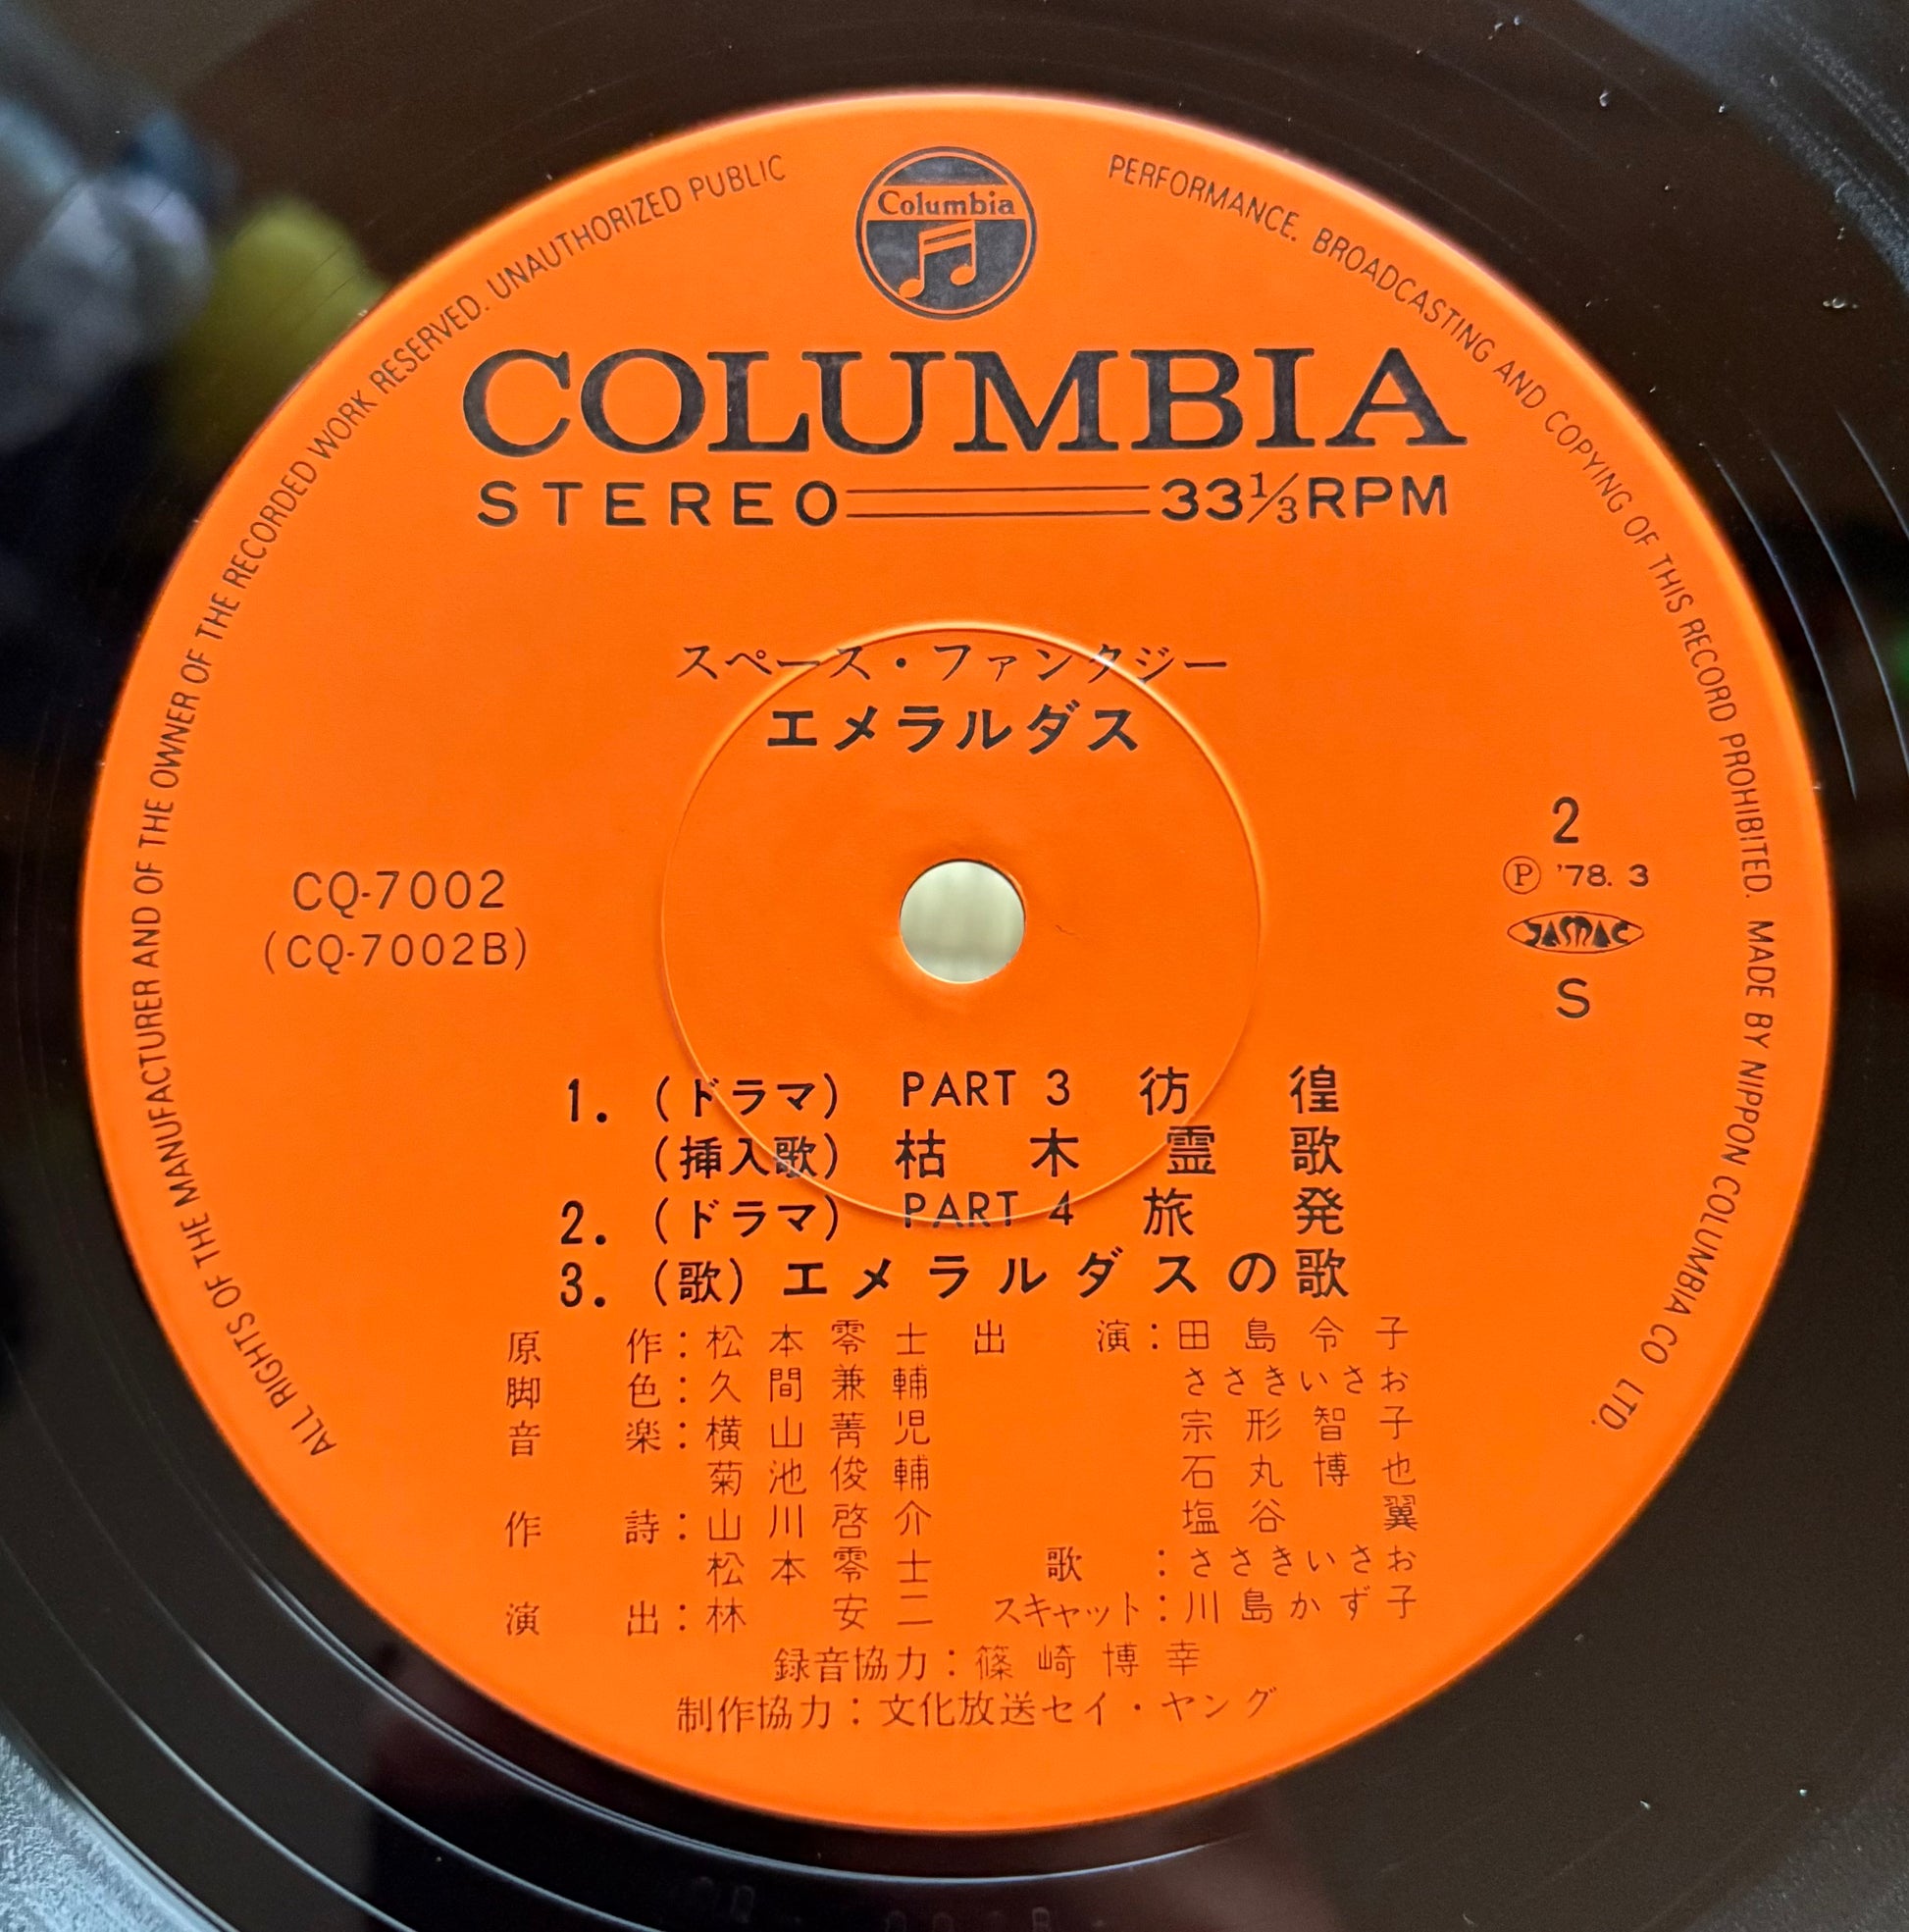 ALL RIGHTS OF THE MANUFACTURER AND OF THE OWNER OF THE RECORDED WORK RESERVED. UNAUTHORIZED PUBLIC PERFORMANCE. BROADCASTING AND COPYING OF THIS RECORD PROHIBITED. MADE BY NIPPON COLUMBIA CO LTD.
Columbia
COLUMBIA
STEREO 33⅓RPM
スペース・ファンタジー
エメラルダス
CQ-7002
(CQ-7002B)
2
Ⓟ '78. 3
JASRAC
S
1. (ドラマ) PART 3 彷徨
(挿入歌) 枯木霊歌
2. (ドラマ) PART 4 旅発
3. (歌) エメラルダスの歌
原作:松本零士 出演:田島令子
脚色:久間兼輔 ささきいさお
音楽:横山菁児 宗形智子
菊池俊輔 石丸博也
作詩:山川啓介 塩谷翼
松本零士 歌:ささきいさお
演出:林安二 スキャット:川島かず子
録音協力:篠崎博幸
制作協力:文化放送セイ・ヤング